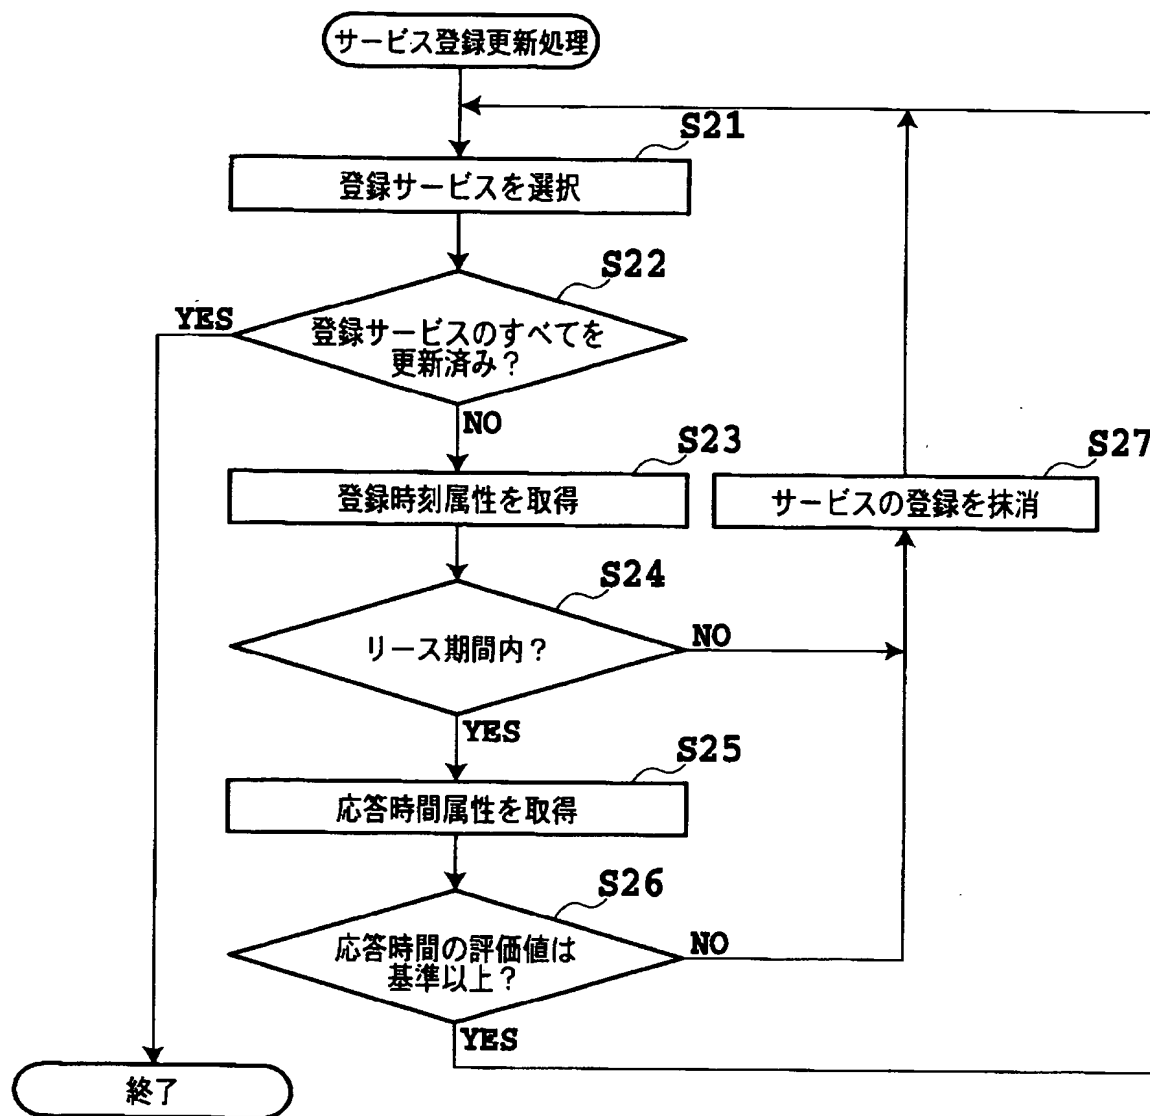 サービス登録更新処理
S21
登録サービスを選択
S22
YES
登録サービスのすべてを
更新済み？
NO
S23
登録時刻属性を取得
S27
サービスの登録を抹消
S24
リース期間内？
NO
YES
S25
応答時間属性を取得
S26
応答時間の評価値は
基準以上？
NO
YES
終了